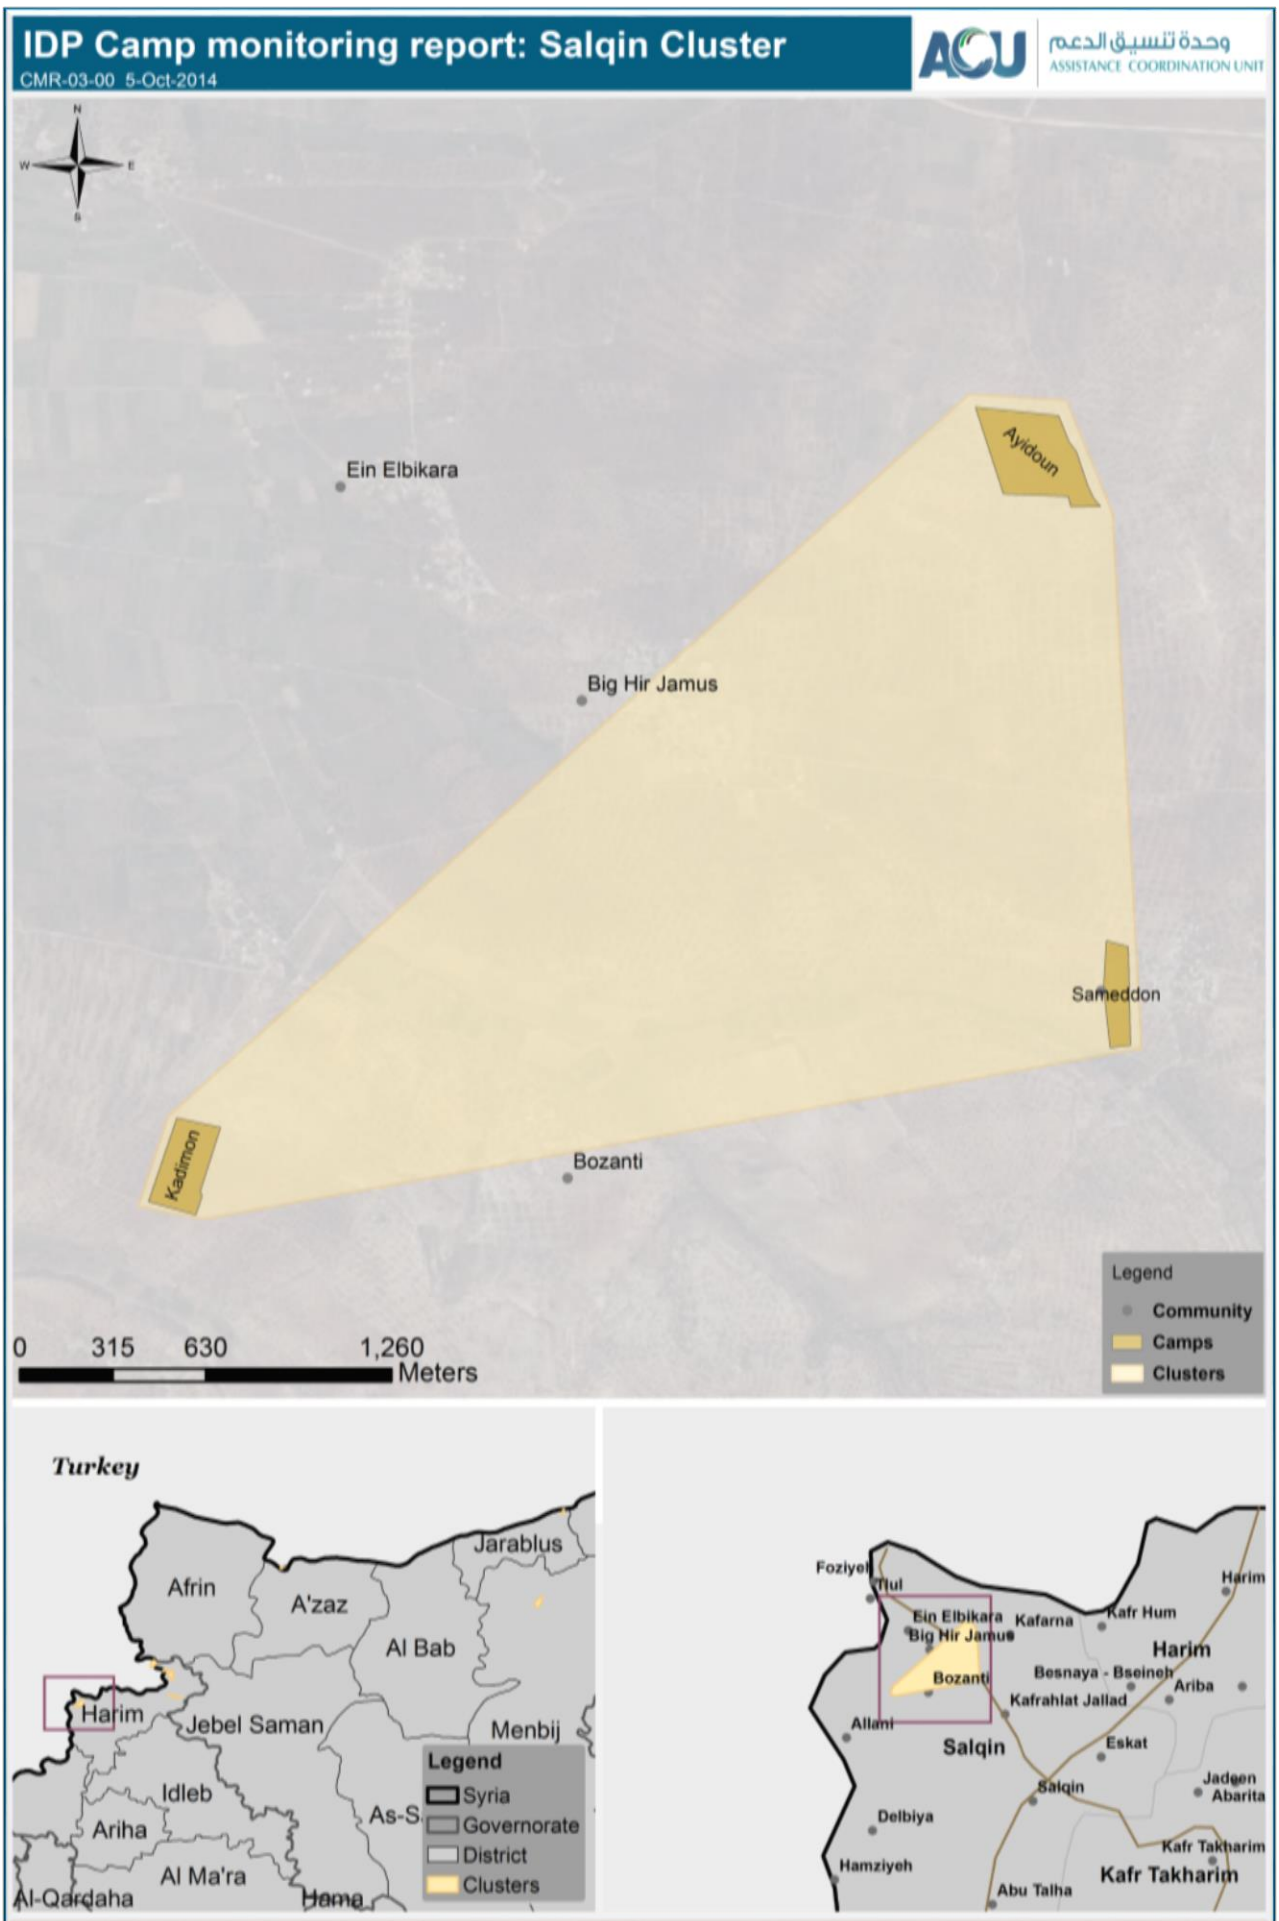 IDP Camp monitoring report: Salqin Cluster
CMR-03-00 5-Oct-2014
ACU
وحدة تنسيق الدعم
ASSISTANCE COORDINATION UNIT
N
W
E
S
Ayidoun
Ein Elbikara
Big Hir Jamus
Sameddon
Kadimon
Bozanti
Legend
Community
Camps
Clusters
0 315 630 1,260
Meters
Turkey
Jarablus
Afrin
A'zaz
Al Bab
Harim
Jebel Saman
Menbij
Idleb
Ariha
As-S
Al Ma'ra
Al-Qardaha
Hama
Legend
Syria
Governorate
District
Clusters
Foziyeh
Tlul
Harim
Ein Elbikara
Kafarna
Kafr Hum
Big Hir Jamus
Harim
Besnaya - Bseineh
Bozanti
Ariba
Kafrahlat Jallad
Allani
Salqin
Eskat
Salqin
Jadeen
Abarita
Delbiya
Kafr Takharim
Hamziyeh
Kafr Takharim
Abu Talha